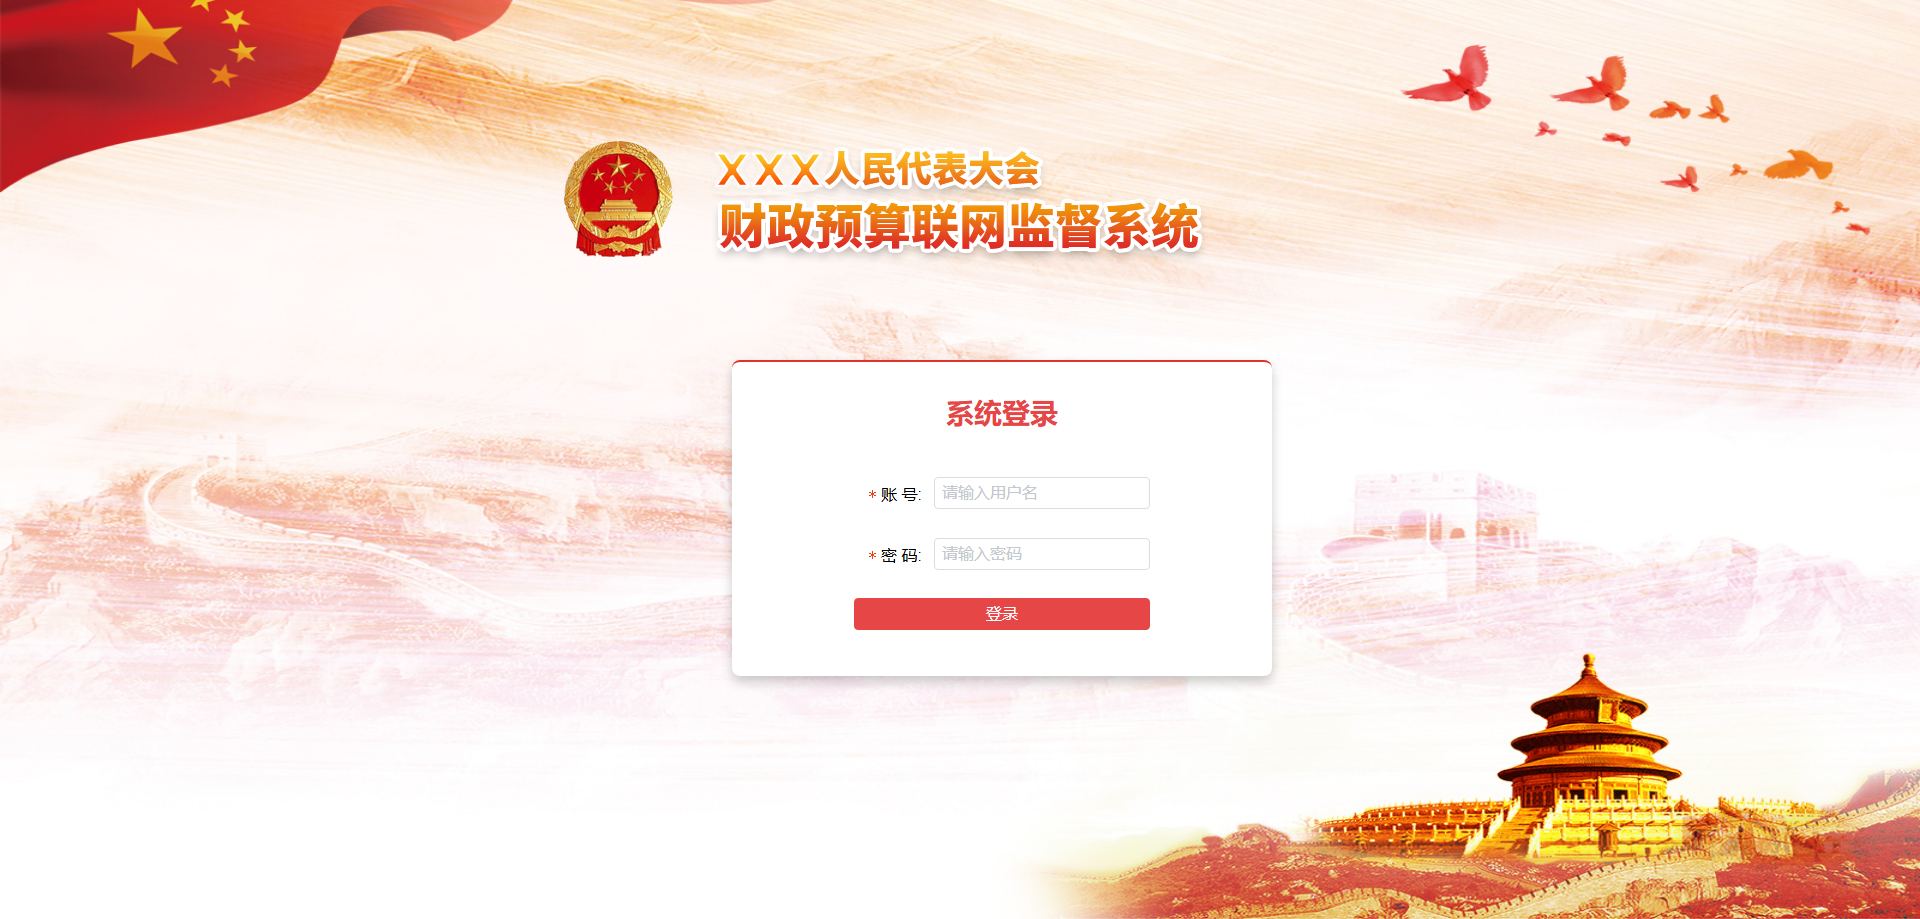 XXX人民代表大会
财政预算联网监督系统
系统登录
* 账 号: 请输入用户名
* 密 码: 请输入密码
登录